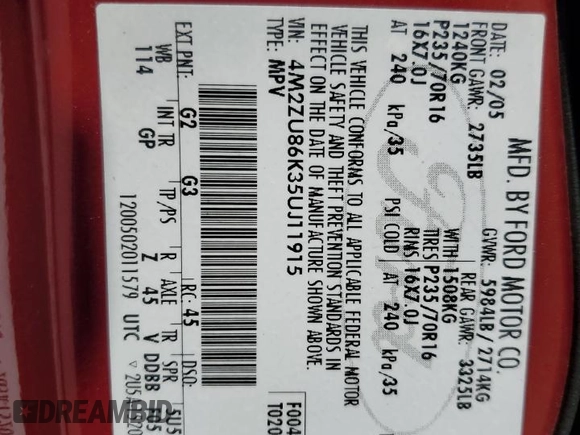 MFD. BY FORD MOTOR CO.
DATE: 02/05 GVWR: 5984LB / 2714KG
FRONT GAWR: 2735LB REAR GAWR: 3325LB
1240KG WITH 1508KG
P235/70R16 TIRES P235/70R16
16X7.0J RIMS 16X7.0J
AT 240 kPa/35 PSI COLD AT 240 kPa/35
THIS VEHICLE CONFORMS TO ALL APPLICABLE FEDERAL MOTOR
VEHICLE SAFETY AND THEFT PREVENTION STANDARDS IN
EFFECT ON THE DATE OF MANUFACTURE SHOWN ABOVE.
VIN: 4M2ZU86K35UJ11915
TYPE: MPV
F004
T020
EXT PNT: G2 G3 RC: 45 DSO:
WB INT TR TP/PS R AXLE TR SPR
114 GP Z 45 V DDBB
1200502011579 UTC
DREAMBID